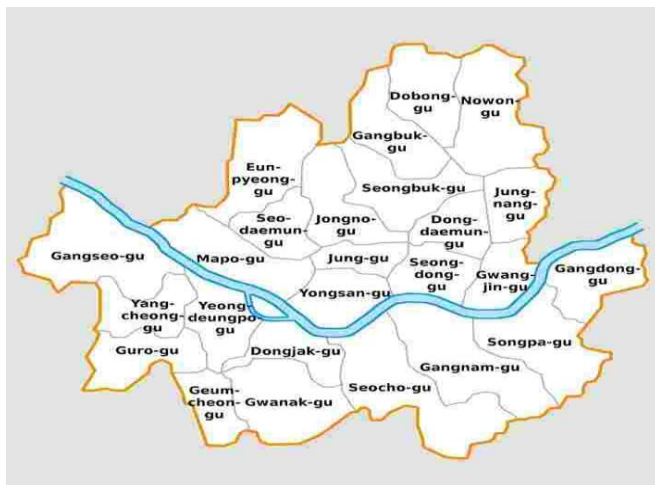 Dobong-
gu
Nowon-
gu
Gangbuk-
gu
Eun-
pyeong-
gu
Seongbuk-gu
Jung-
nang-
gu
Seo-
daemun-
gu
Jongno-
gu
Dong-
daemun-
gu
Gangseo-gu
Mapo-gu
Jung-gu
Seong-
dong-
gu
Gwang-
jin-gu
Gangdong-
gu
Yang-
cheong-
gu
Yeong-
deungpo-
gu
Yongsan-gu
Guro-gu
Dongjak-gu
Songpa-gu
Gangnam-gu
Geum-
cheon-
gu
Gwanak-gu
Seocho-gu